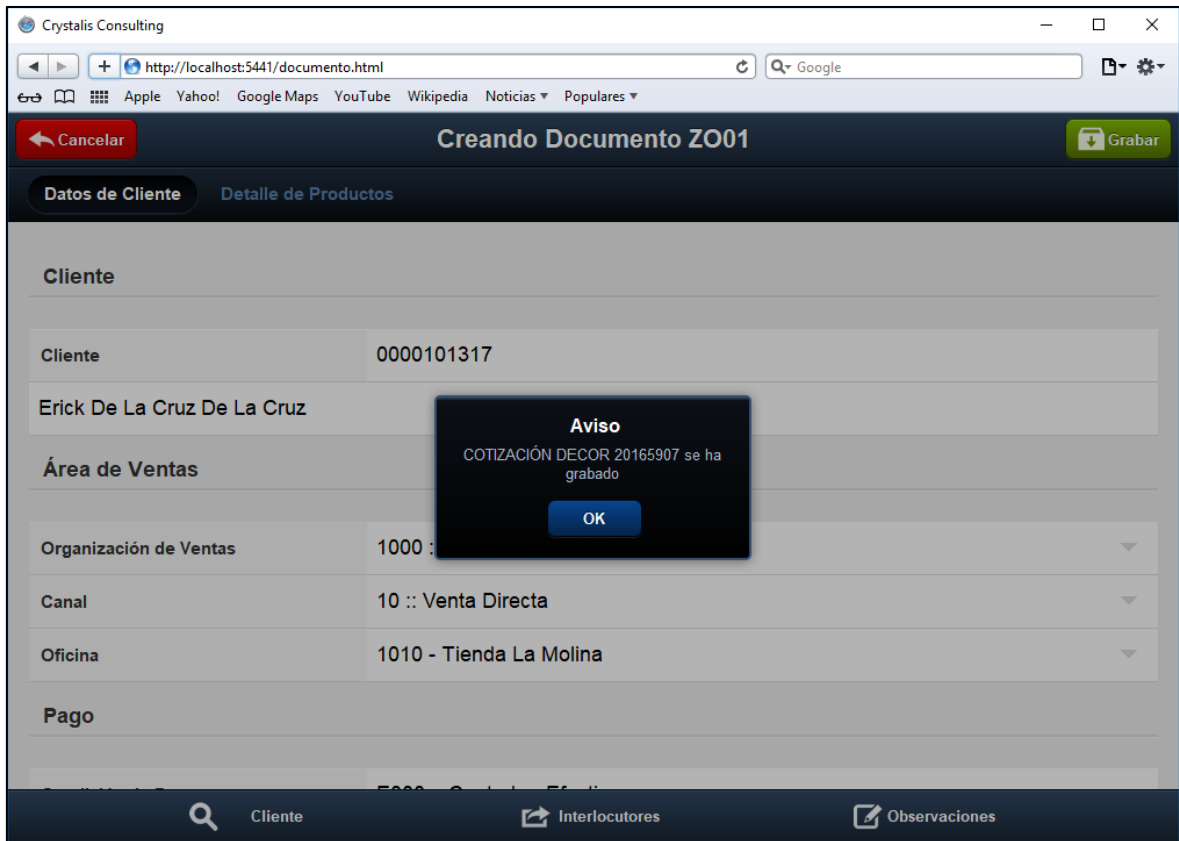 Crystalis Consulting
http://localhost:5441/documento.html
Google
Apple Yahoo! Google Maps YouTube Wikipedia Noticias Populares
Cancelar
Creando Documento ZO01
Grabar
Datos de Cliente Detalle de Productos
Cliente
Cliente 0000101317
Erick De La Cruz De La Cruz
Aviso
COTIZACIÓN DECOR 20165907 se ha
grabado
OK
Área de Ventas
Organización de Ventas 1000 :
Canal 10 :: Venta Directa
Oficina 1010 - Tienda La Molina
Pago
Cliente Interlocutores Observaciones